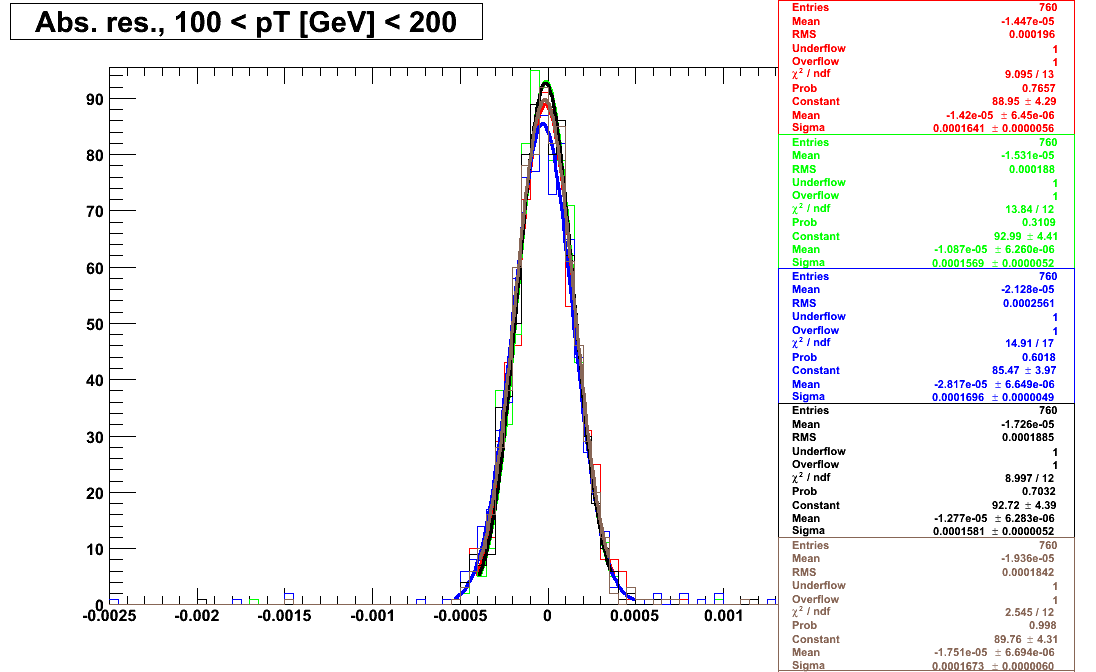 Abs. res., 100 < pT [GeV] < 200
Entries 760
Mean -1.447e-05
RMS 0.000196
Underflow 1
Overflow 1
χ² / ndf 9.095 / 13
Prob 0.7657
Constant 88.95 ± 4.29
Mean -1.42e-05 ± 6.45e-06
Sigma 0.0001641 ± 0.0000056
Entries 760
Mean -1.531e-05
RMS 0.000188
Underflow 1
Overflow 1
χ² / ndf 13.84 / 12
Prob 0.3109
Constant 92.99 ± 4.41
Mean -1.087e-05 ± 6.260e-06
Sigma 0.0001569 ± 0.0000052
Entries 760
Mean -2.128e-05
RMS 0.0002561
Underflow 1
Overflow 1
χ² / ndf 14.91 / 17
Prob 0.6018
Constant 85.47 ± 3.97
Mean -2.817e-05 ± 6.649e-06
Sigma 0.0001696 ± 0.0000049
Entries 760
Mean -1.726e-05
RMS 0.0001885
Underflow 1
Overflow 1
χ² / ndf 8.997 / 12
Prob 0.7032
Constant 92.72 ± 4.39
Mean -1.277e-05 ± 6.283e-06
Sigma 0.0001581 ± 0.0000052
Entries 760
Mean -1.936e-05
RMS 0.0001842
Underflow 1
Overflow 1
χ² / ndf 2.545 / 12
Prob 0.998
Constant 89.76 ± 4.31
Mean -1.751e-05 ± 6.694e-06
Sigma 0.0001673 ± 0.0000060
90
80
70
60
50
40
30
20
10
0
-0.0025 -0.002 -0.0015 -0.001 -0.0005 0 0.0005 0.001